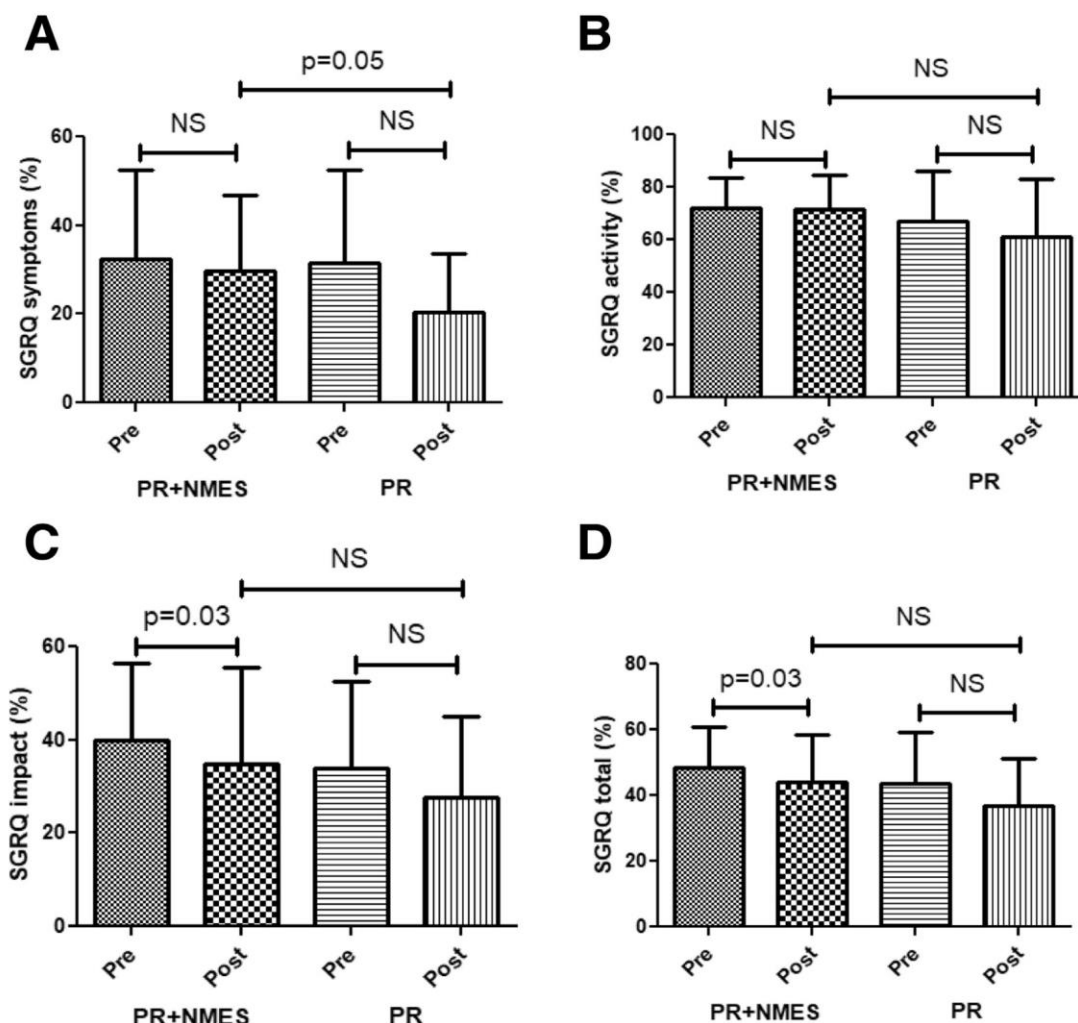 A
p=0.05
NS
NS
SGRQ symptoms (%)
60
40
20
0
Pre
Post
Pre
Post
PR+NMES
PR
B
NS
NS
NS
SGRQ activity (%)
100
80
60
40
20
0
Pre
Post
Pre
Post
PR+NMES
PR
C
NS
p=0.03
NS
SGRQ impact (%)
60
40
20
0
Pre
Post
Pre
Post
PR+NMES
PR
D
NS
p=0.03
NS
SGRQ total (%)
80
60
40
20
0
Pre
Post
Pre
Post
PR+NMES
PR